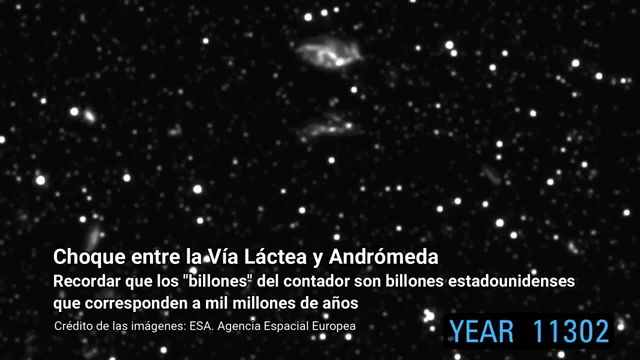 Choque entre la Vía Láctea y Andrómeda
Recordar que los "billones" del contador son billones estadounidenses
que corresponden a mil millones de años
Crédito de las imágenes: ESA. Agencia Espacial Europea
YEAR 11302